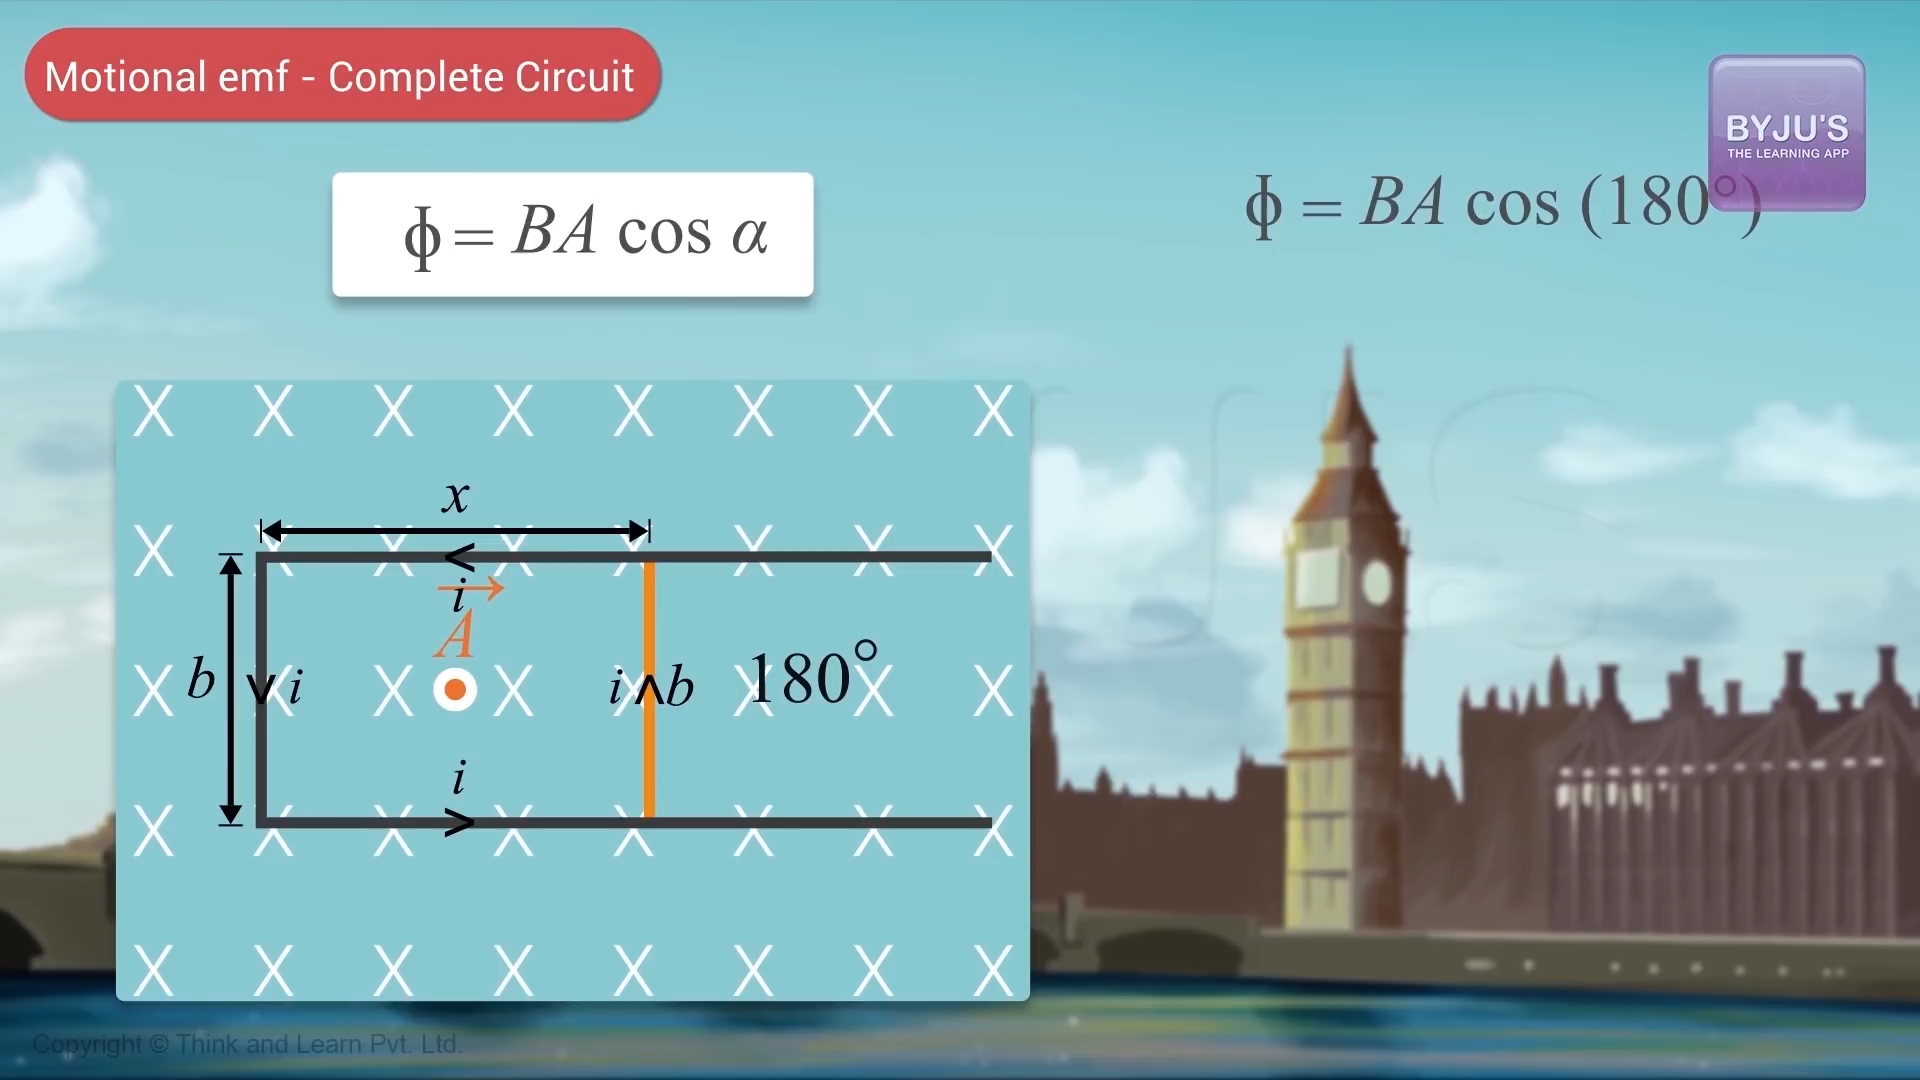 Motional emf - Complete Circuit
BYJU'S
THE LEARNING APP
ϕ = BA cos α
ϕ = BA cos (180°)
X X X X X X X X
x
X X X X X X X X
i
A
b
X i X X i X b 180° X X X
i
X X X X X X X X
X X X X X X X X
Copyright © Think and Learn Pvt. Ltd.